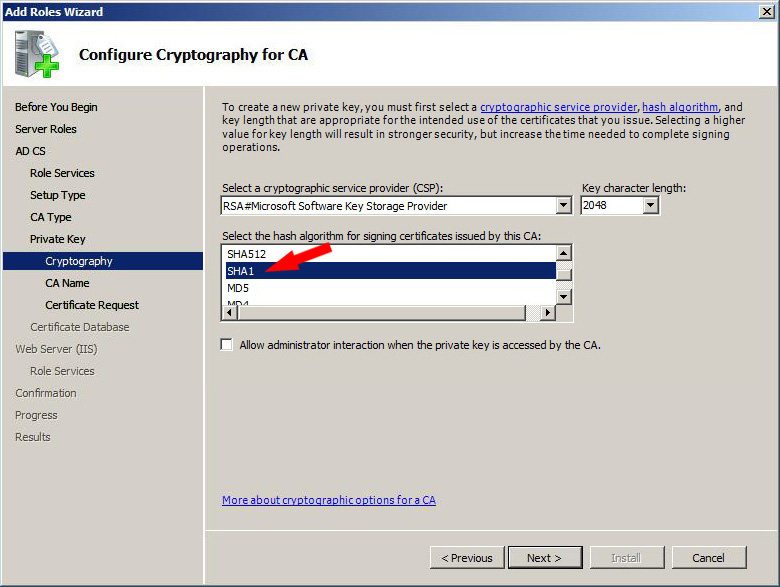 Add Roles Wizard
Configure Cryptography for CA
Before You Begin
Server Roles
AD CS
Role Services
Setup Type
CA Type
Private Key
Cryptography
CA Name
Certificate Request
Certificate Database
Web Server (IIS)
Role Services
Confirmation
Progress
Results
To create a new private key, you must first select a cryptographic service provider, hash algorithm, and
key length that are appropriate for the intended use of the certificates that you issue. Selecting a higher
value for key length will result in stronger security, but increase the time needed to complete signing
operations.
Select a cryptographic service provider (CSP):
Key character length:
RSA#Microsoft Software Key Storage Provider
2048
Select the hash algorithm for signing certificates issued by this CA:
SHA512
SHA1
MD5
MD4
Allow administrator interaction when the private key is accessed by the CA.
More about cryptographic options for a CA
< Previous
Next >
Install
Cancel